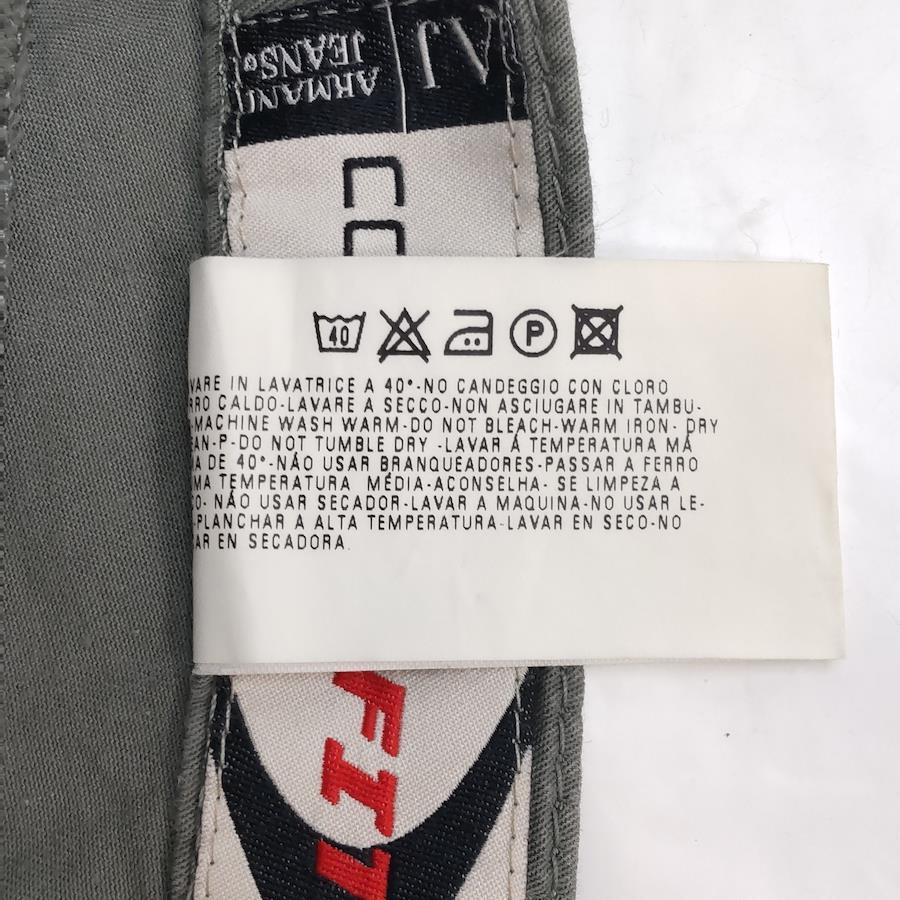 AJ ARMANI
JEANS
40 P
VARE IN LAVATRICE A 40°-NO CANDEGGIO CON CLORO
RRO CALDO-LAVARE A SECCO-NON ASCIUGARE IN TAMBU-
-MACHINE WASH WARM-DO NOT BLEACH-WARM IRON- DRY
EAN-P-DO NOT TUMBLE DRY -LAVAR Á TEMPERATURA MÁ
A DE 40°-NÃO USAR BRANQUEADORES-PASSAR A FERRO
MA TEMPERATURA MÉDIA-ACONSELHA- SE LIMPEZA A
CO- NÃO USAR SECADOR-LAVAR A MAQUINA-NO USAR LE-
-PLANCHAR A ALTA TEMPERATURA-LAVAR EN SECO-NO
AR EN SECADORA.
FIT